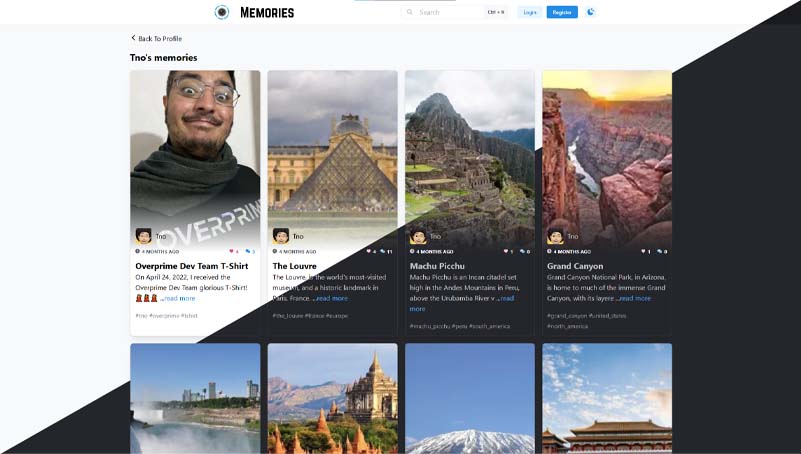 MEMORIES
Search
Ctrl + K
Login
Register
Back To Profile
Tno's memories
OVERPRIME
Tno
4 MONTHS AGO
4
3
Overprime Dev Team T-Shirt
On April 24, 2022, I received the
Overprime Dev Team glorious T-Shirt!
...read more
#tno #overprime #tshirt
Tno
4 MONTHS AGO
4
11
The Louvre
The Louvre, is the world's most-visited
museum, and a historic landmark in
Paris, France. ...read more
#the_louvre #france #europe
Tno
4 MONTHS AGO
1
0
Machu Picchu
Machu Picchu is an Incan citadel set
high in the Andes Mountains in Peru,
above the Urubamba River v ...read
more
#machu_picchu #peru #south_america
Tno
4 MONTHS AGO
1
0
Grand Canyon
Grand Canyon National Park, in Arizona,
is home to much of the immense Grand
Canyon, with its layere ...read more
#grand_canyon #united_states
#north_america